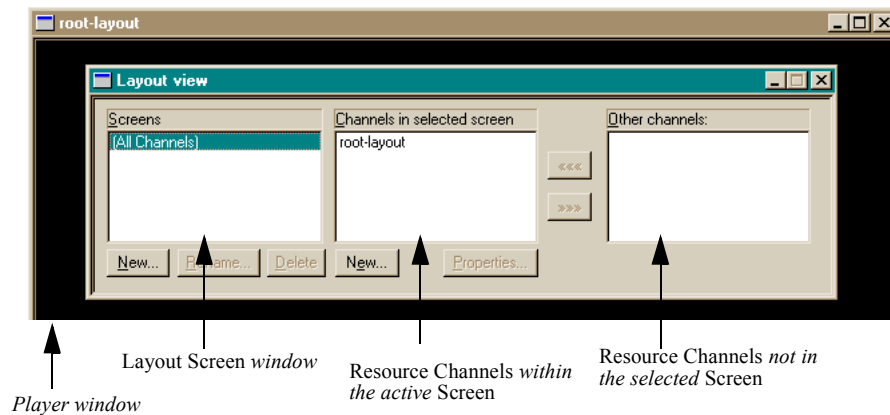 root-layout
Layout view
Screens
Channels in selected screen
Other channels:
(All Channels)
root-layout
<<<
>>>
New...
Rename...
Delete
New...
Properties...
Layout Screen window
Resource Channels within
the active Screen
Resource Channels not in
the selected Screen
Player window